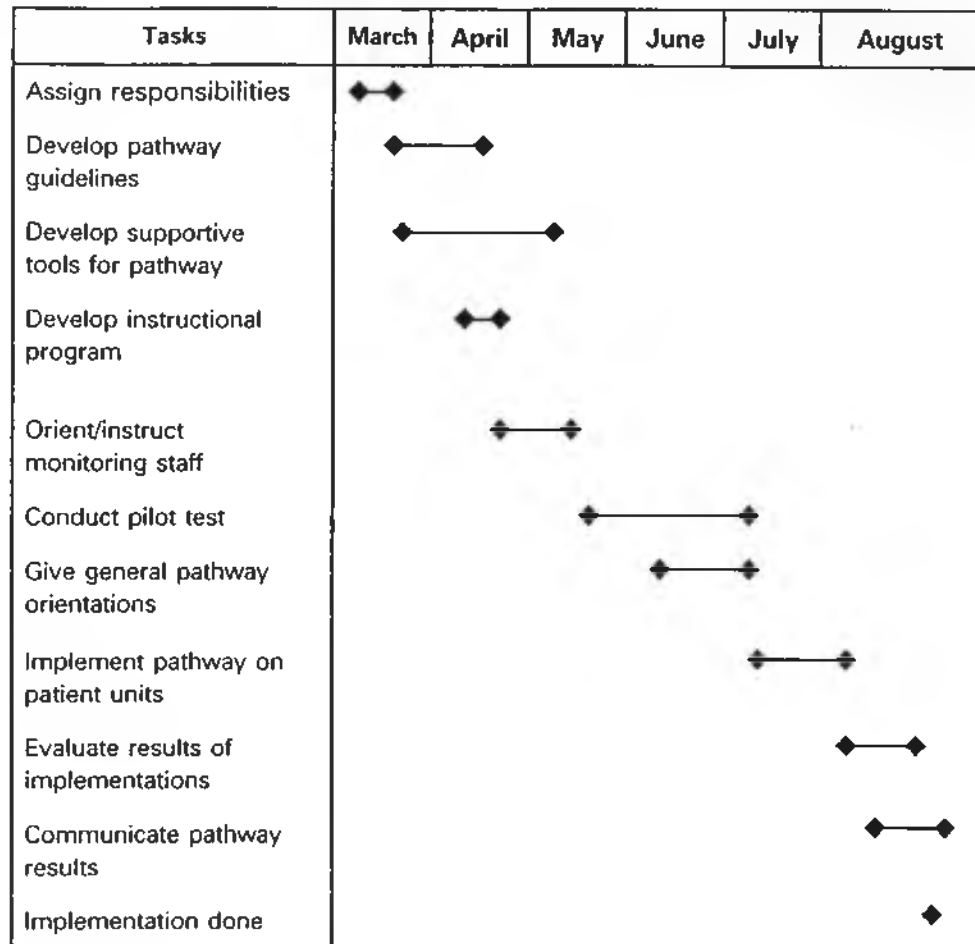 Tasks March April May June July August
Assign responsibilities
Develop pathway
guidelines
Develop supportive
tools for pathway
Develop instructional
program
Orient/instruct
monitoring staff
Conduct pilot test
Give general pathway
orientations
Implement pathway on
patient units
Evaluate results of
implementations
Communicate pathway
results
Implementation done